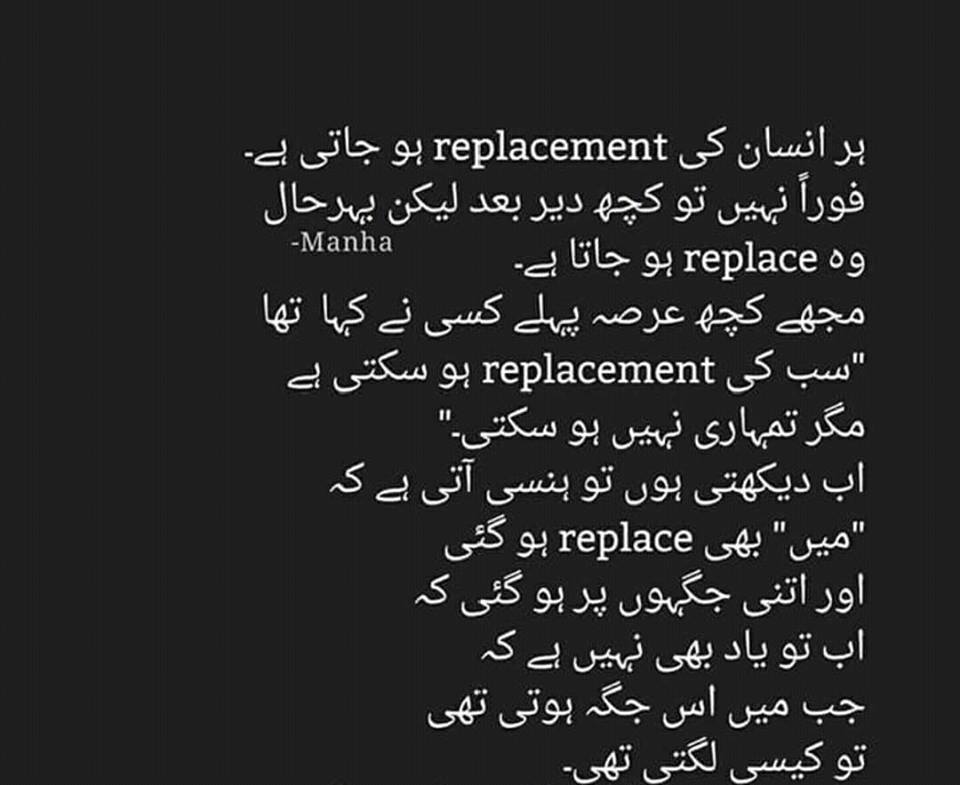 ہر انسان کی replacement ہو جاتی ہے۔
فوراً نہیں تو کچھ دیر بعد لیکن بہرحال
وہ replace ہو جاتا ہے۔
-Manha
مجھے کچھ عرصہ پہلے کسی نے کہا تھا
"سب کی replacement ہو سکتی ہے
مگر تمہاری نہیں ہو سکتی۔"
اب دیکھتی ہوں تو ہنسی آتی ہے کہ
"میں" بھی replace ہو گئی
اور اتنی جگہوں پر ہو گئی کہ
اب تو یاد بھی نہیں ہے کہ
جب میں اس جگہ ہوتی تھی
تو کیسی لگتی تھی۔